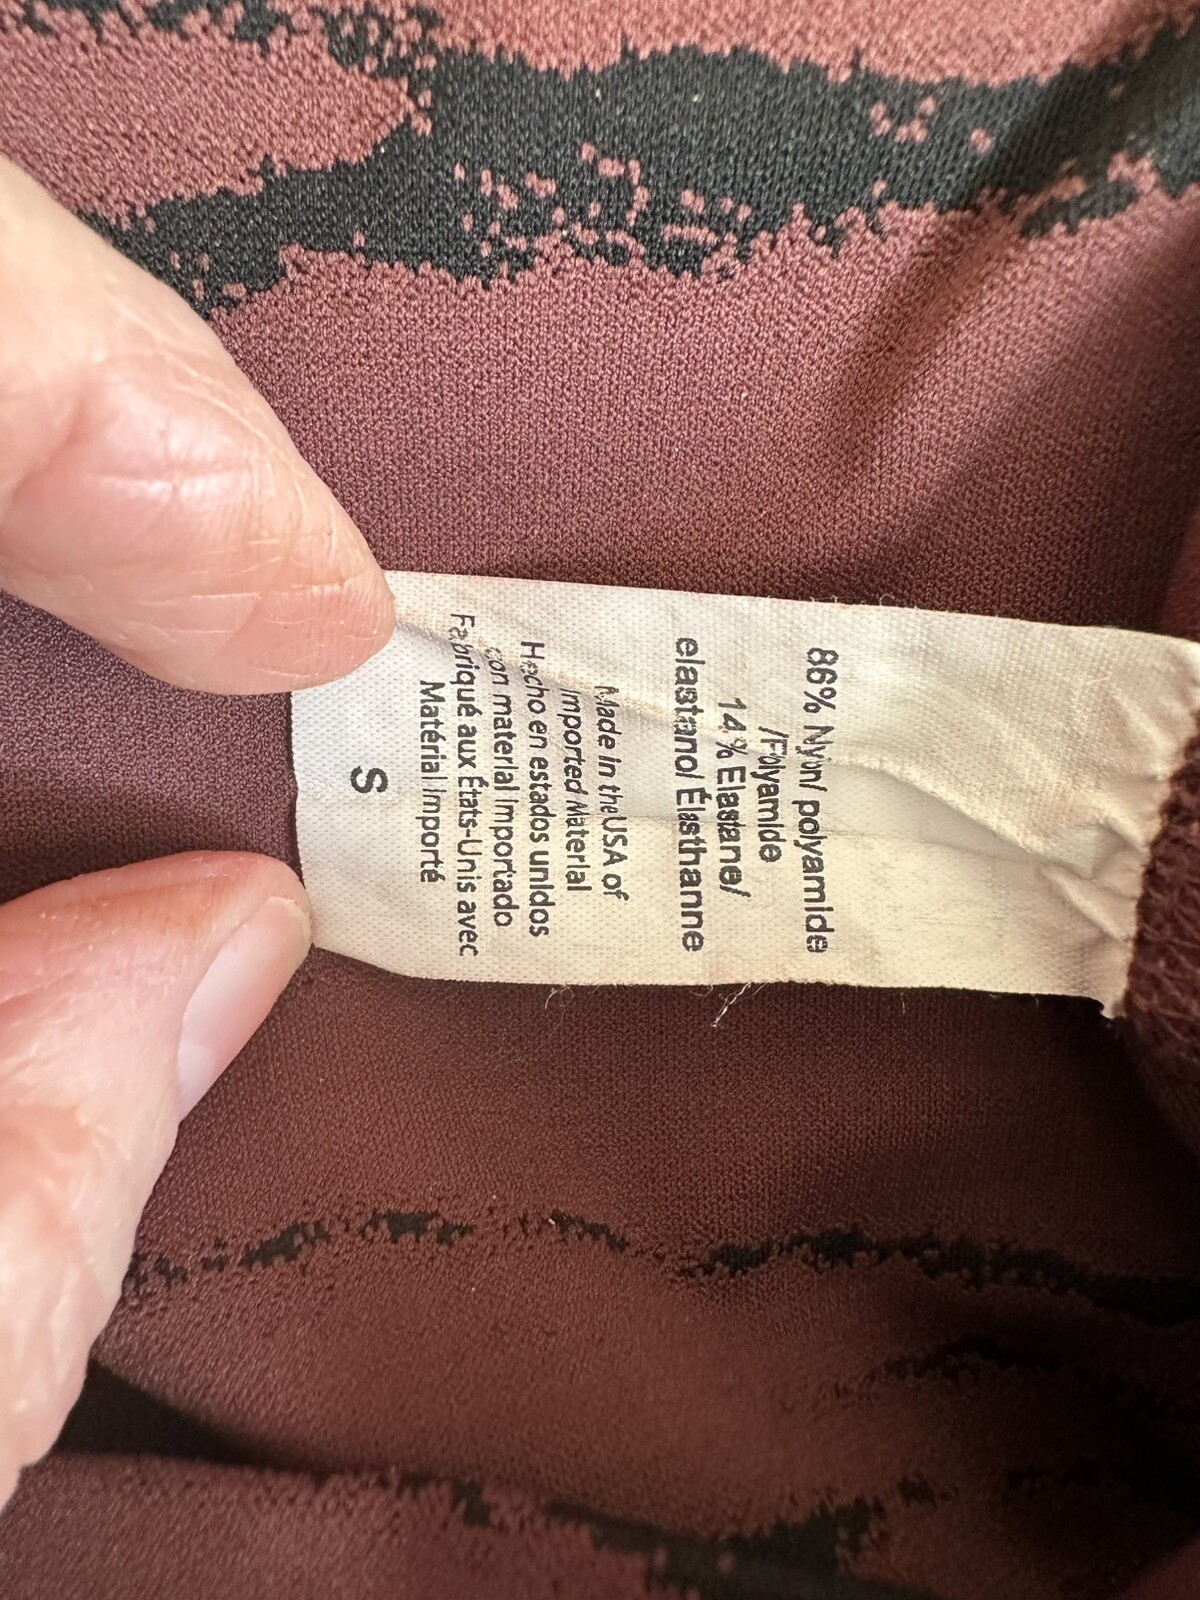 86% Nylon/ polyamide
/Polyamide
14% Elastane/
elastanol Élasthanne
Made in the USA of
Imported Material
Hecho en estados unidos
con material importado
Fabriqué aux États-Unis avec
Matérial Importé
S